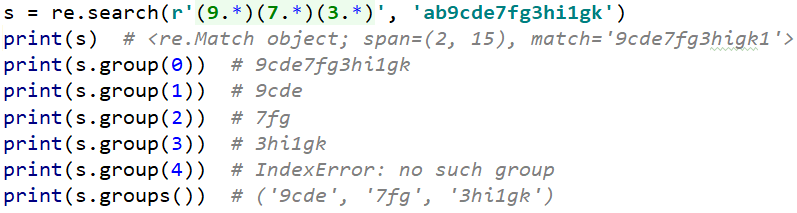 s = re.search(r'(9.*)(7.*)(3.*)', 'ab9cde7fg3hi1gk')
print(s)  # <re.Match object; span=(2, 15), match='9cde7fg3higk1'>
print(s.group(0))  # 9cde7fg3hi1gk
print(s.group(1))  # 9cde
print(s.group(2))  # 7fg
print(s.group(3))  # 3hi1gk
print(s.group(4))  # IndexError: no such group
print(s.groups())  # ('9cde', '7fg', '3hi1gk')